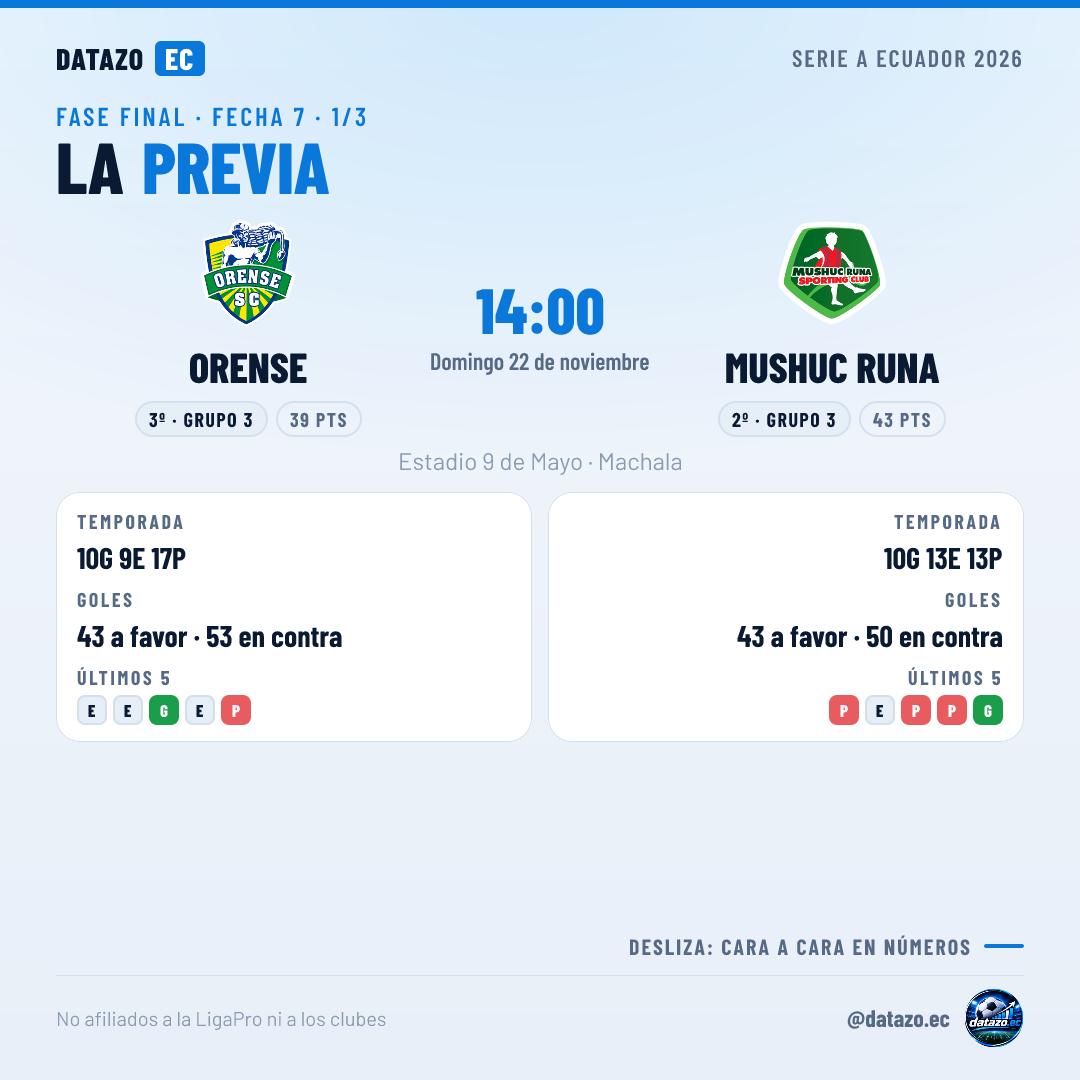 DATAZO EC
SERIE A ECUADOR 2026
FASE FINAL · FECHA 7 · 1/3
LA PREVIA
ORENSE
SC
MUSHUC RUNA
SPORTING CLUB
14:00
Domingo 22 de noviembre
ORENSE
MUSHUC RUNA
3º · GRUPO 3
39 PTS
2º · GRUPO 3
43 PTS
Estadio 9 de Mayo · Machala
TEMPORADA
10G 9E 17P
GOLES
43 a favor · 53 en contra
ÚLTIMOS 5
E E G E P
TEMPORADA
10G 13E 13P
GOLES
43 a favor · 50 en contra
ÚLTIMOS 5
P E P P G
DESLIZA: CARA A CARA EN NÚMEROS
No afiliados a la LigaPro ni a los clubes
@datazo.ec
datazo.ec